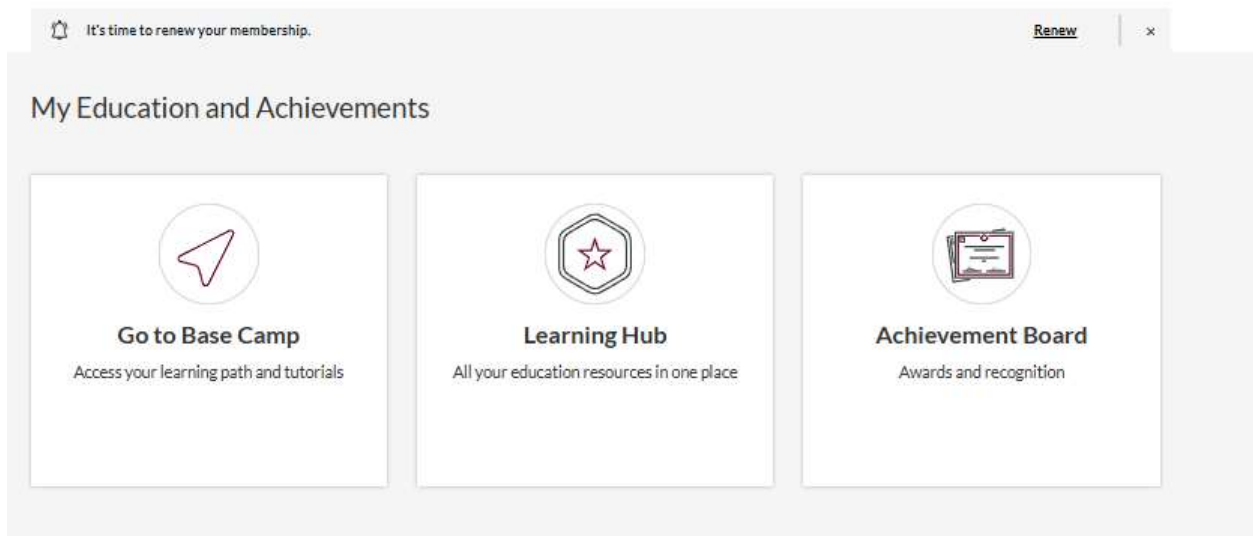 It's time to renew your membership.
Renew
×
My Education and Achievements
Go to Base Camp
Access your learning path and tutorials
Learning Hub
All your education resources in one place
Achievement Board
Awards and recognition